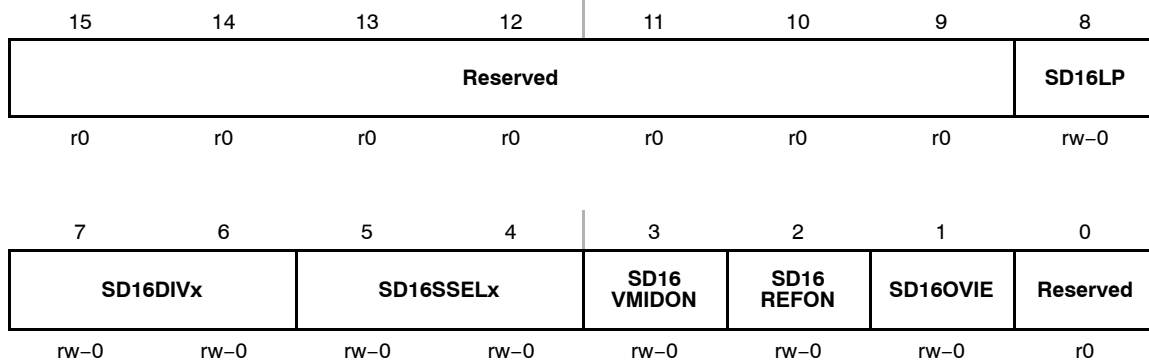 15 14 13 12 11 10 9 8
Reserved SD16LP
r0 r0 r0 r0 r0 r0 r0 rw−0
7 6 5 4 3 2 1 0
SD16DIVx SD16SSELx SD16 VMIDON SD16 REFON SD16OVIE Reserved
rw−0 rw−0 rw−0 rw−0 rw−0 rw−0 rw−0 r0